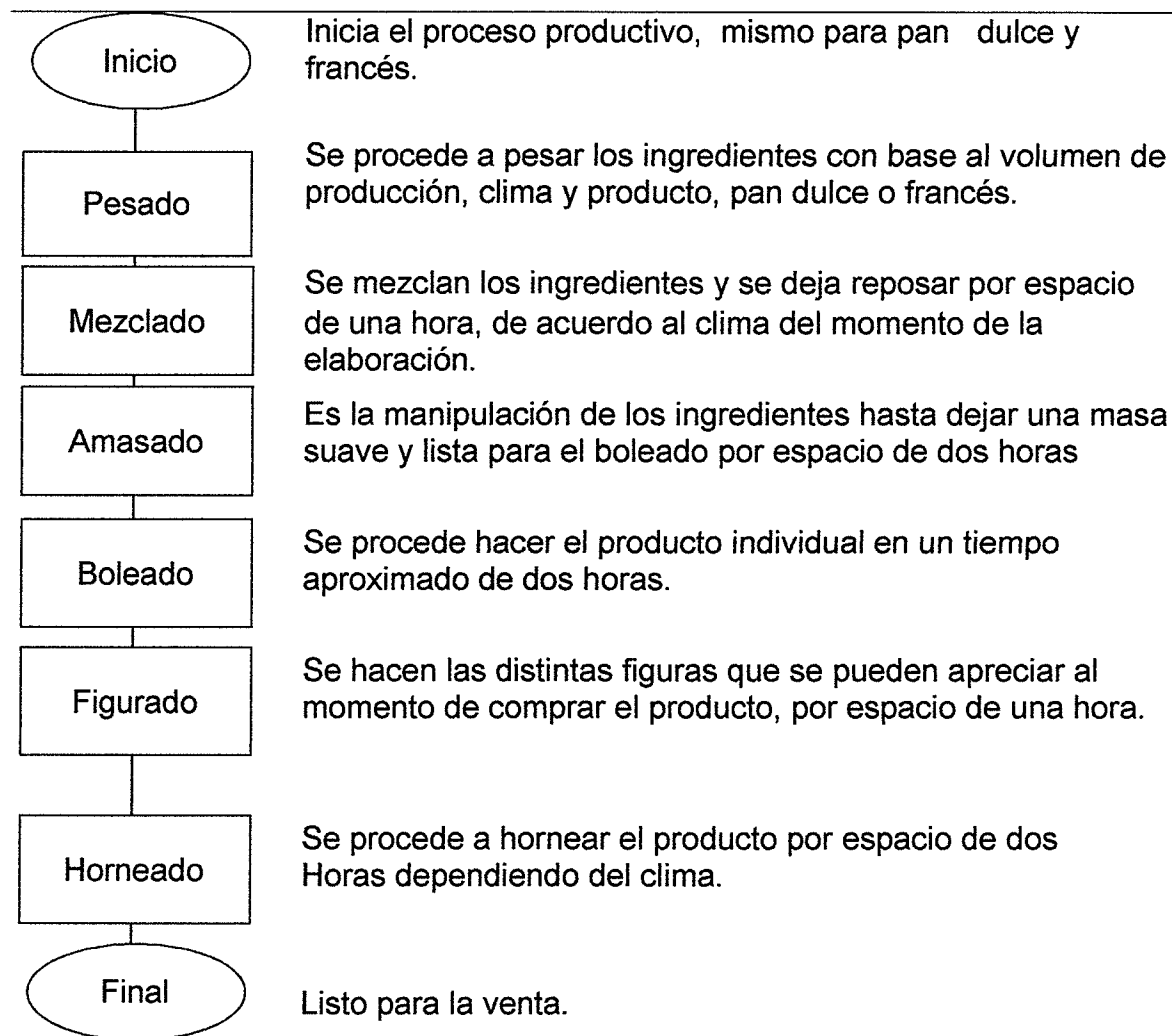 Inicio
Inicia el proceso productivo, mismo para pan dulce y
francés.
Pesado
Se procede a pesar los ingredientes con base al volumen de
producción, clima y producto, pan dulce o francés.
Mezclado
Se mezclan los ingredientes y se deja reposar por espacio
de una hora, de acuerdo al clima del momento de la
elaboración.
Amasado
Es la manipulación de los ingredientes hasta dejar una masa
suave y lista para el boleado por espacio de dos horas
Boleado
Se procede hacer el producto individual en un tiempo
aproximado de dos horas.
Figurado
Se hacen las distintas figuras que se pueden apreciar al
momento de comprar el producto, por espacio de una hora.
Horneado
Se procede a hornear el producto por espacio de dos
Horas dependiendo del clima.
Final
Listo para la venta.